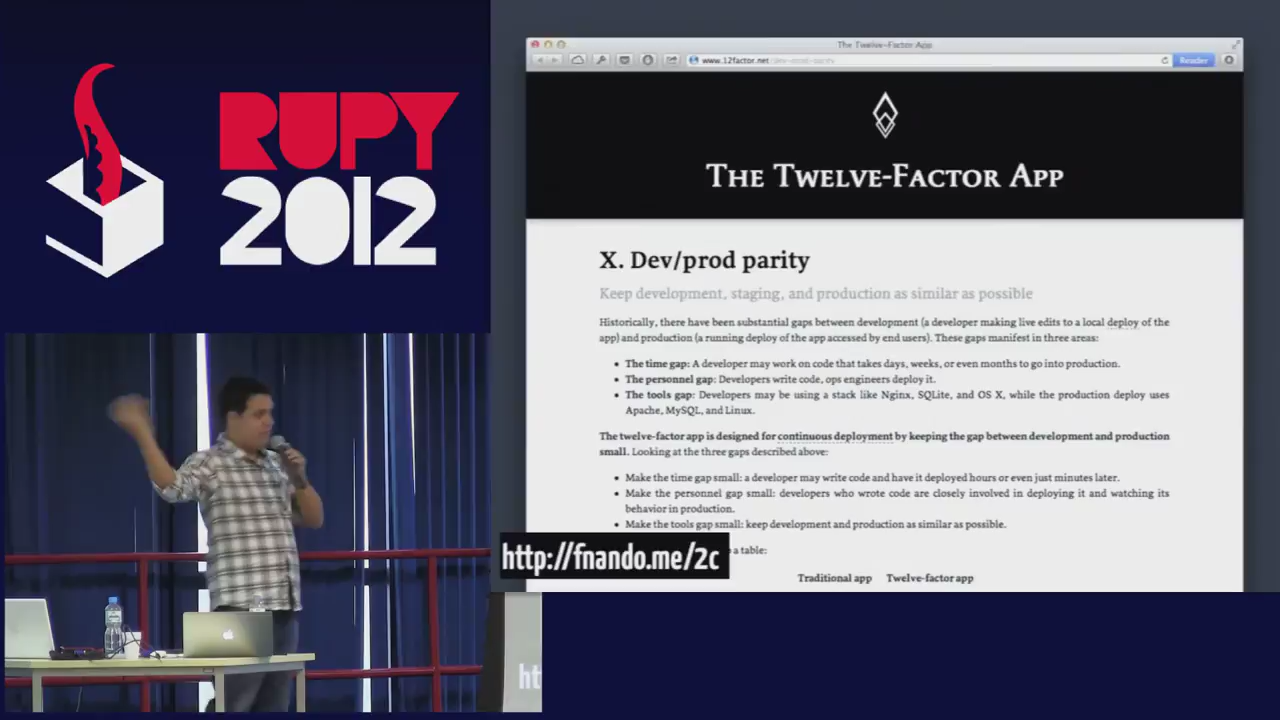 RUPY
2012
The Twelve-Factor App
www.12factor.net/dev-prod-parity
Reader
The Twelve-Factor App
X. Dev/prod parity
Keep development, staging, and production as similar as possible
Historically, there have been substantial gaps between development (a developer making live edits to a local deploy of the
app) and production (a running deploy of the app accessed by end users). These gaps manifest in three areas:
• The time gap: A developer may work on code that takes days, weeks, or even months to go into production.
• The personnel gap: Developers write code, ops engineers deploy it.
• The tools gap: Developers may be using a stack like Nginx, SQLite, and OS X, while the production deploy uses
Apache, MySQL, and Linux.
The twelve-factor app is designed for continuous deployment by keeping the gap between development and production
small. Looking at the three gaps described above:
• Make the time gap small: a developer may write code and have it deployed hours or even just minutes later.
• Make the personnel gap small: developers who wrote code are closely involved in deploying it and watching its
behavior in production.
• Make the tools gap small: keep development and production as similar as possible.
a table:
http://fnando.me/2c
Traditional app Twelve-factor app
ht